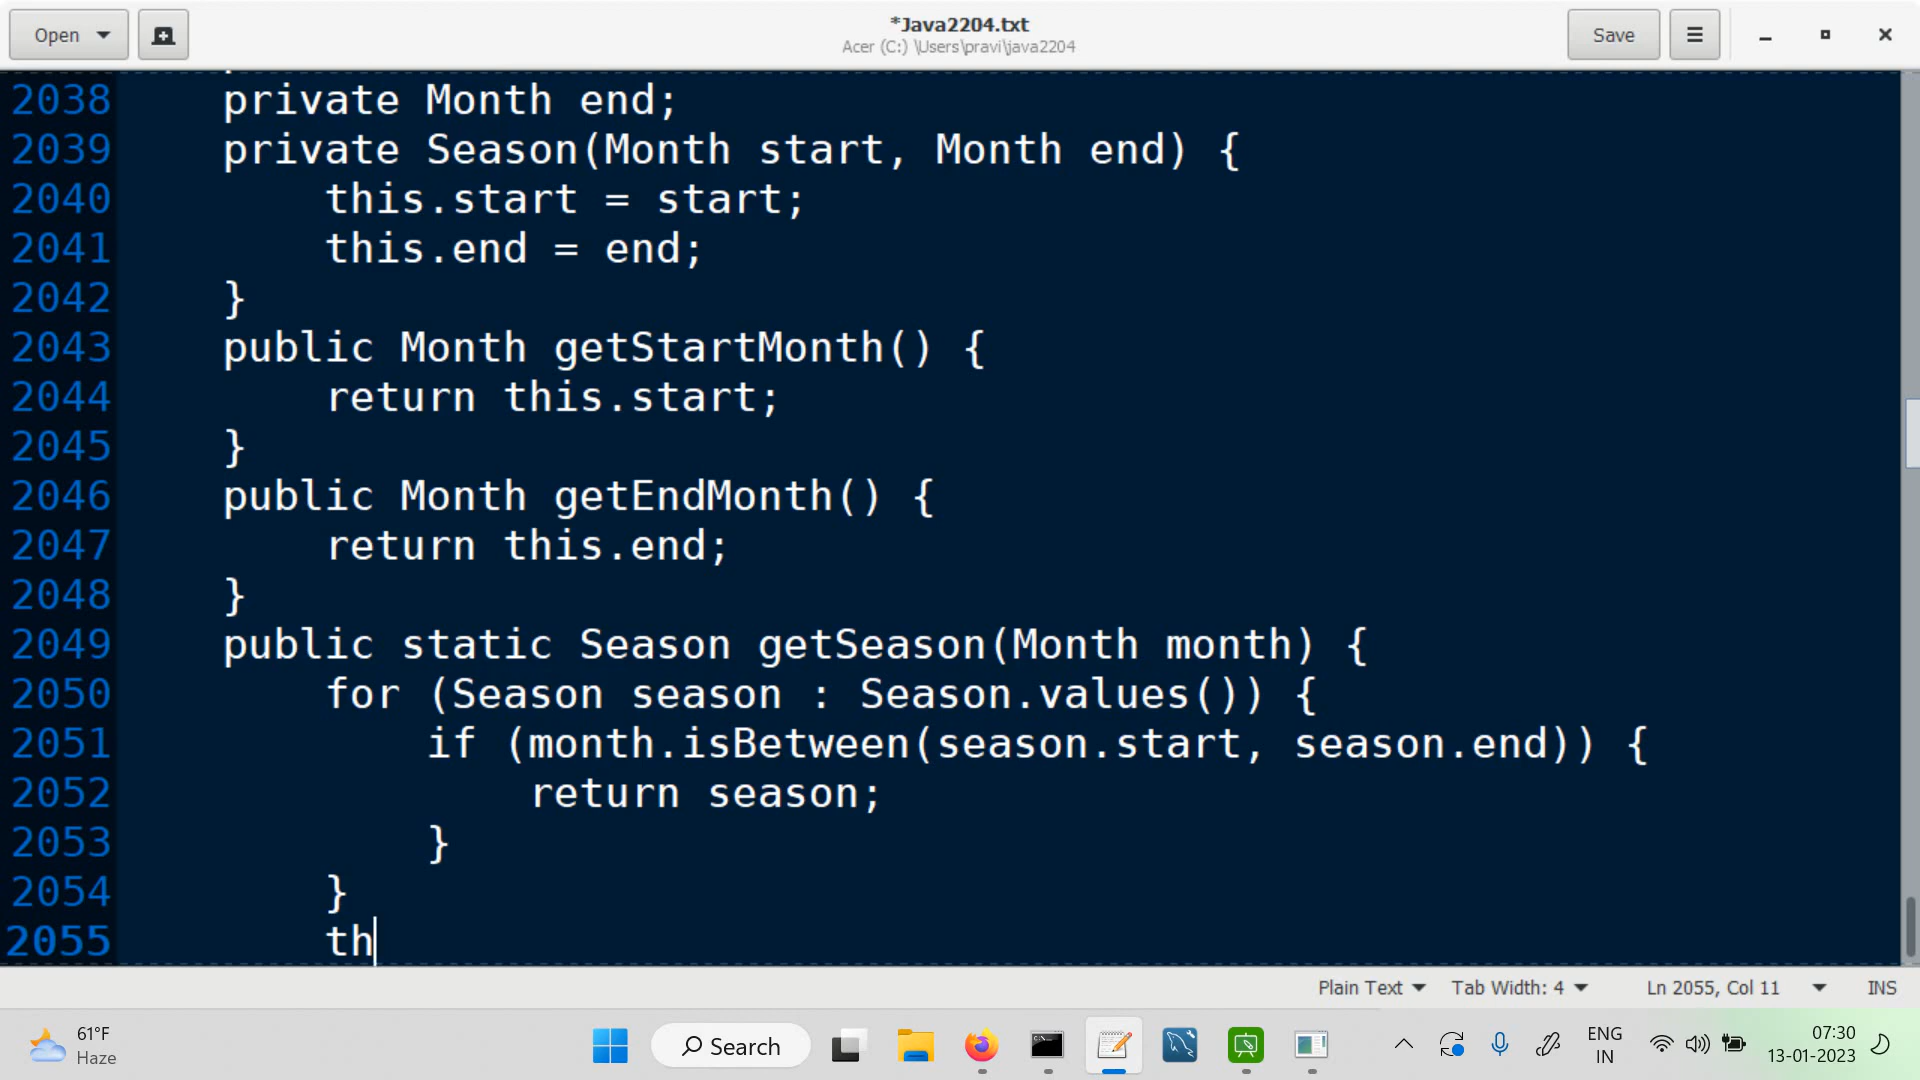 Open
*Java2204.txt
Acer (C:) \Users\pravi\java2204
Save
2038 private Month end;
2039 private Season(Month start, Month end) {
2040 this.start = start;
2041 this.end = end;
2042 }
2043 public Month getStartMonth() {
2044 return this.start;
2045 }
2046 public Month getEndMonth() {
2047 return this.end;
2048 }
2049 public static Season getSeason(Month month) {
2050 for (Season season : Season.values()) {
2051 if (month.isBetween(season.start, season.end)) {
2052 return season;
2053 }
2054 }
2055 th
Plain Text Tab Width: 4 Ln 2055, Col 11 INS
61°F
Haze
Search
ENG
IN
07:30
13-01-2023